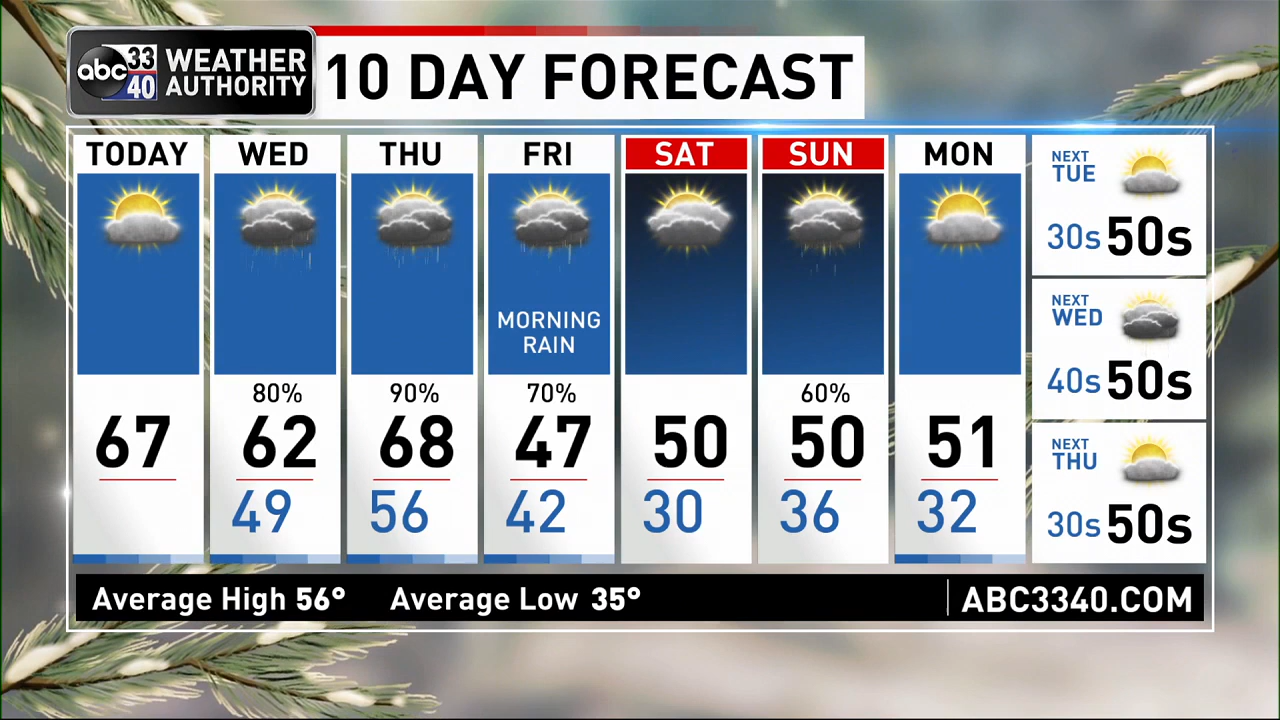 abc 33 40
WEATHER
AUTHORITY
10 DAY FORECAST
TODAY
67
WED
80%
62
49
THU
90%
68
56
FRI
MORNING
RAIN
70%
47
42
SAT
50
30
SUN
60%
50
36
MON
51
32
NEXT
TUE
30s 50s
NEXT
WED
40s 50s
NEXT
THU
30s 50s
Average High 56° Average Low 35° ABC3340.COM